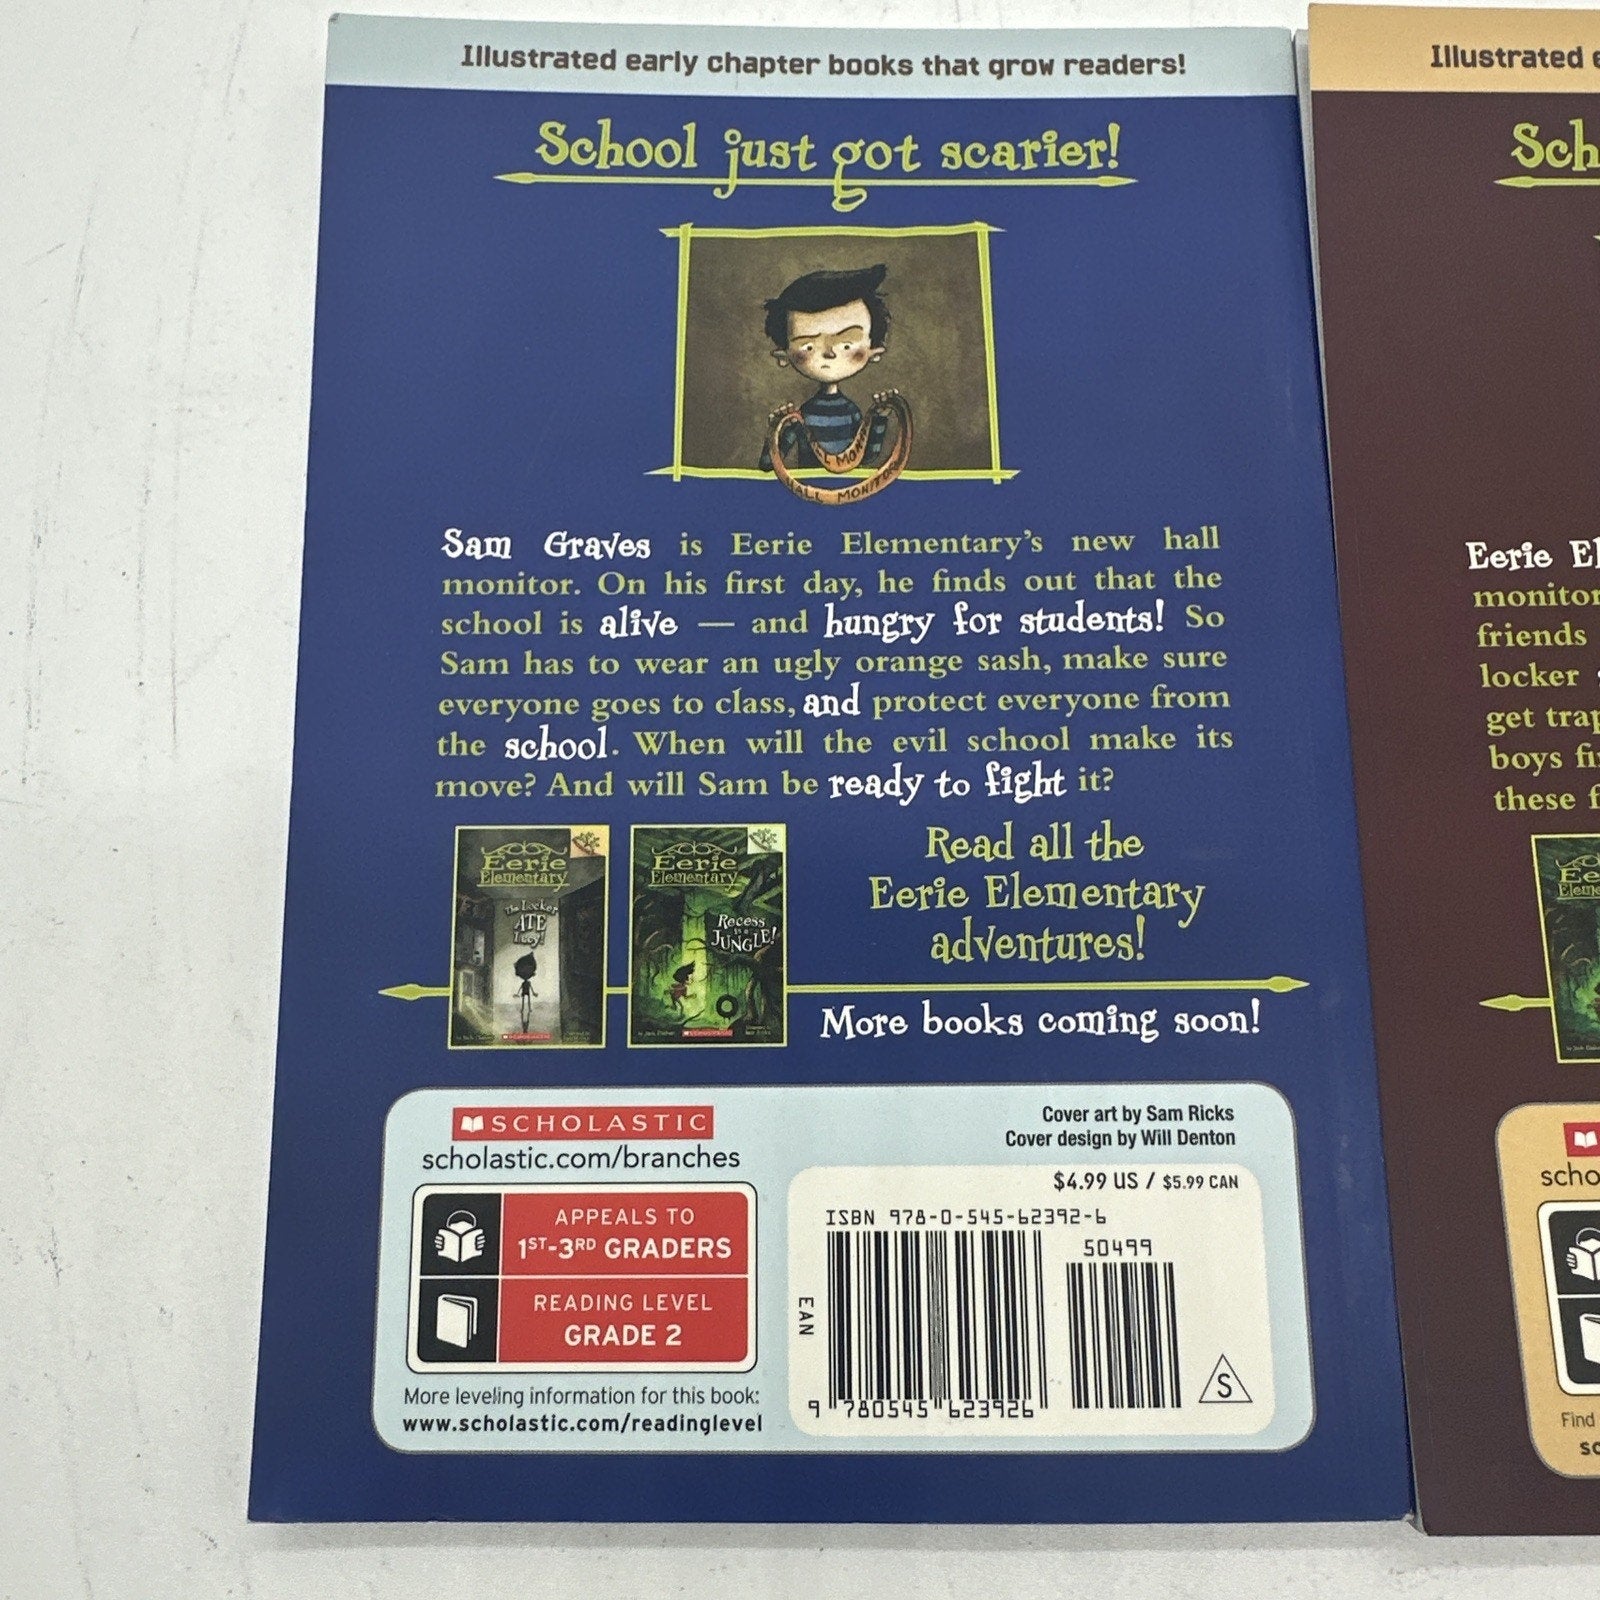 Illustrated early chapter books that grow readers!
School just got scarier!
HALL MONITOR
Sam Graves is Eerie Elementary's new hall
monitor. On his first day, he finds out that the
school is alive — and hungry for students! So
Sam has to wear an ugly orange sash, make sure
everyone goes to class, and protect everyone from
the school. When will the evil school make its
move? And will Sam be ready to fight it?
Eerie
Elementary
The Locker
ATE
Lucy!
SCHOLASTIC
Eerie
Elementary
Recess
is a
JUNGLE!
Read all the
Eerie Elementary
adventures!
More books coming soon!
SCHOLASTIC
scholastic.com/branches
APPEALS TO
1ST-3RD GRADERS
READING LEVEL
GRADE 2
More leveling information for this book:
www.scholastic.com/readinglevel
Cover art by Sam Ricks
Cover design by Will Denton
$4.99 US / $5.99 CAN
ISBN 978-0-545-62392-6
50499
EAN
9 780545 623926
S
Illustrated
Sch
Eerie El
monitor
friends
locker
get trap
boys fi
these f
scho
Find
sc